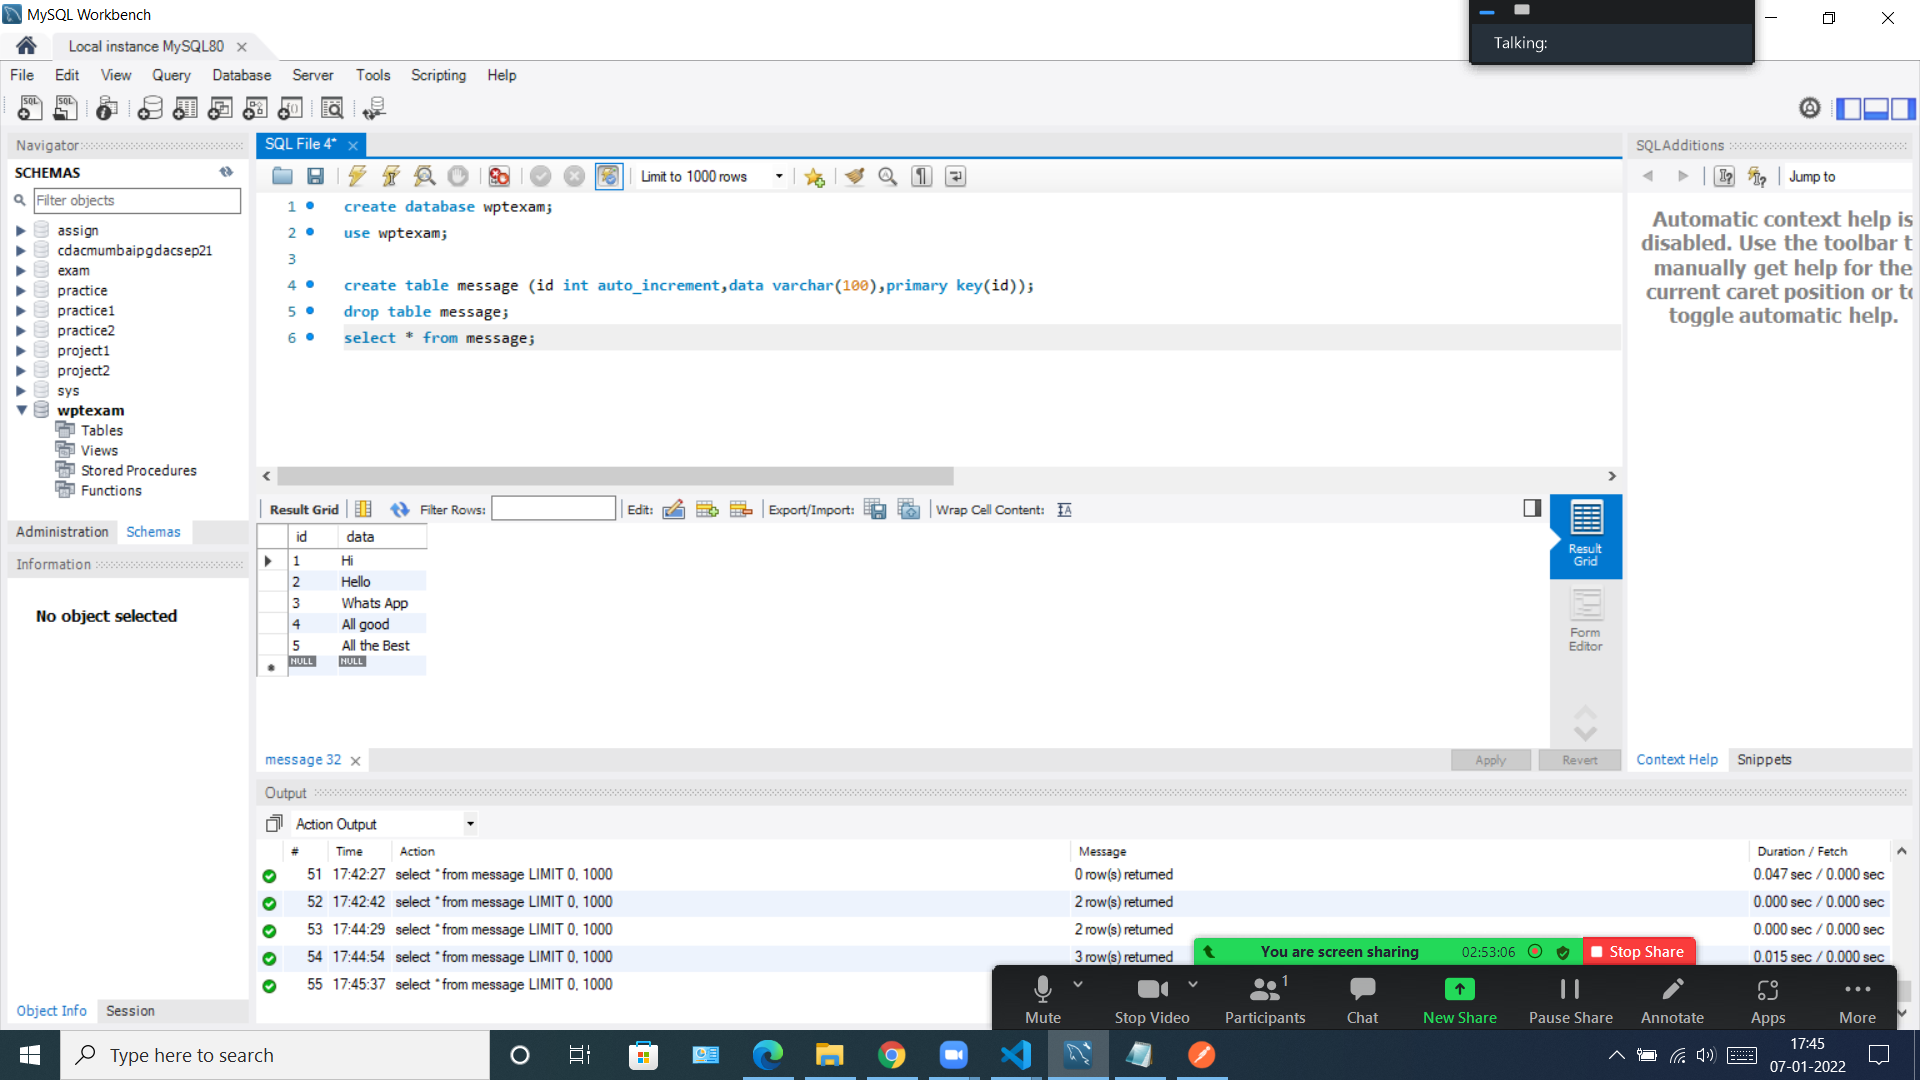 MySQL Workbench
Talking:
Local instance MySQL80
File Edit View Query Database Server Tools Scripting Help
Navigator
SCHEMAS
Filter objects
assign
cdacmumbaipgdacsep21
exam
practice
practice1
practice2
project1
project2
sys
wptexam
Tables
Views
Stored Procedures
Functions
Administration Schemas
Information
No object selected
Object Info Session
SQL File 4*
Limit to 1000 rows
1 create database wptexam;
2 use wptexam;
3
4 create table message (id int auto_increment,data varchar(100),primary key(id));
5 drop table message;
6 select * from message;
Result Grid Filter Rows: Edit: Export/Import: Wrap Cell Content:
id data
1 Hi
2 Hello
3 Whats App
4 All good
5 All the Best
NULL NULL
Result Grid
Form Editor
message 32
Apply Revert
SQLAdditions
Jump to
Automatic context help is
disabled. Use the toolbar t
manually get help for the
current caret position or to
toggle automatic help.
Context Help Snippets
Output
Action Output
# Time Action Message Duration / Fetch
51 17:42:27 select * from message LIMIT 0, 1000 0 row(s) returned 0.047 sec / 0.000 sec
52 17:42:42 select * from message LIMIT 0, 1000 2 row(s) returned 0.000 sec / 0.000 sec
53 17:44:29 select * from message LIMIT 0, 1000 2 row(s) returned 0.000 sec / 0.000 sec
54 17:44:54 select * from message LIMIT 0, 1000 3 row(s) returned 0.015 sec / 0.000 sec
55 17:45:37 select * from message LIMIT 0, 1000
You are screen sharing 02:53:06 Stop Share
Mute Stop Video Participants 1 Chat New Share Pause Share Annotate Apps More
Type here to search
17:45
07-01-2022